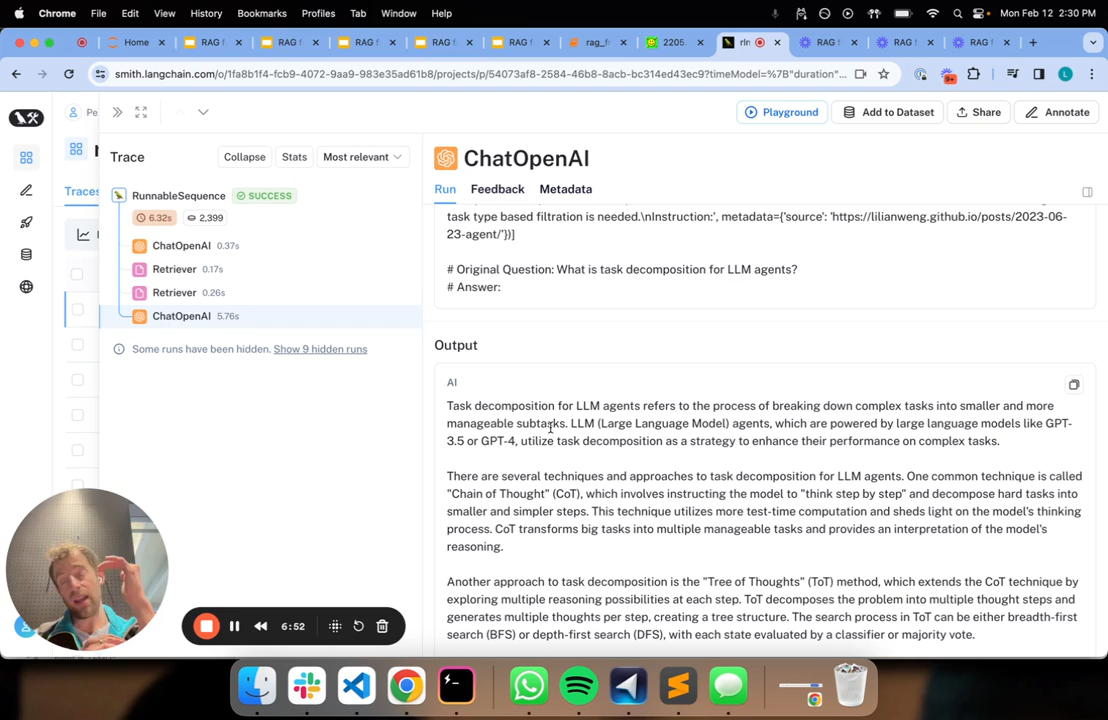 Chrome File Edit View History Bookmarks Profiles Tab Window Help Mon Feb 12 2:30 PM
Home RAG f RAG f RAG f RAG f RAG f rag_fr 2205. rln RAG f RAG f RAG f
smith.langchain.com/o/1fa8b1f4-fcb9-4072-9aa9-983e35ad61b8/projects/p/54073af8-2584-46b8-8acb-bc314ed43ec9?timeModel=%7B"duration"... 9+ L
Pe
Playground Add to Dataset Share Annotate
Trace Collapse Stats Most relevant
ChatOpenAI
Traces
RunnableSequence SUCCESS
6.32s 2,399
ChatOpenAI 0.37s
Retriever 0.17s
Retriever 0.26s
ChatOpenAI 5.76s
Some runs have been hidden. Show 9 hidden runs
Run Feedback Metadata
task type based filtration is needed.\nInstruction:', metadata={'source': 'https://lilianweng.github.io/posts/2023-06-
23-agent/'})]
# Original Question: What is task decomposition for LLM agents?
# Answer:
Output
AI
Task decomposition for LLM agents refers to the process of breaking down complex tasks into smaller and more
manageable subtasks. LLM (Large Language Model) agents, which are powered by large language models like GPT-
3.5 or GPT-4, utilize task decomposition as a strategy to enhance their performance on complex tasks.
There are several techniques and approaches to task decomposition for LLM agents. One common technique is called
"Chain of Thought" (CoT), which involves instructing the model to "think step by step" and decompose hard tasks into
smaller and simpler steps. This technique utilizes more test-time computation and sheds light on the model's thinking
process. CoT transforms big tasks into multiple manageable tasks and provides an interpretation of the model's
reasoning.
Another approach to task decomposition is the "Tree of Thoughts" (ToT) method, which extends the CoT technique by
exploring multiple reasoning possibilities at each step. ToT decomposes the problem into multiple thought steps and
generates multiple thoughts per step, creating a tree structure. The search process in ToT can be either breadth-first
search (BFS) or depth-first search (DFS), with each state evaluated by a classifier or majority vote.
6:52